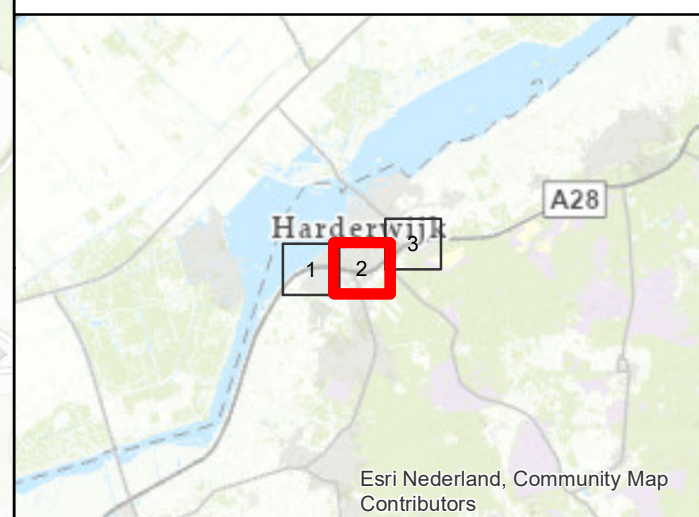 A28
Harderwijk
3
1
2
Esri Nederland, Community Map
Contributors